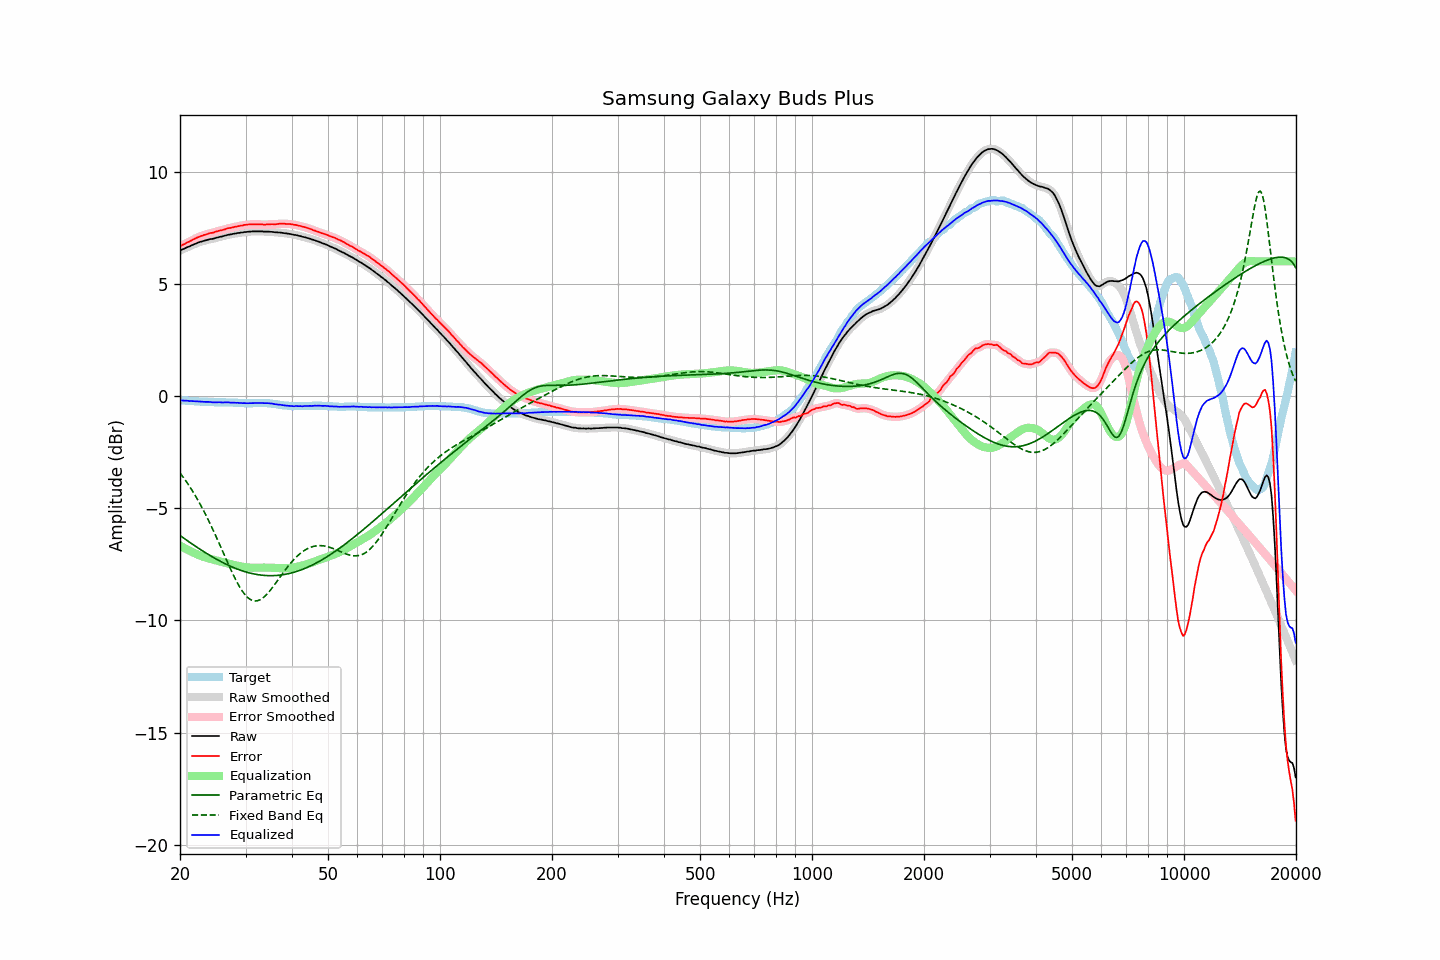 Samsung Galaxy Buds Plus
Amplitude (dBr)
10
5
0
−5
−10
−15
−20
Target
Raw Smoothed
Error Smoothed
Raw
Error
Equalization
Parametric Eq
Fixed Band Eq
Equalized
20 50 100 200 500 1000 2000 5000 10000 20000
Frequency (Hz)